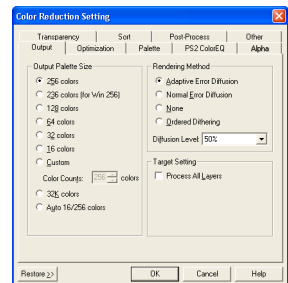 Color Reduction Setting
Transparency Sort Post-Process Other
Output Optimization Palette PS2 ColorEQ Alpha
Output Palette Size
256 colors
236 colors (for Win 256)
128 colors
64 colors
32 colors
16 colors
Custom
Color Counts: 256 colors
32K colors
Auto 16/256 colors
Rendering Method
Adaptive Error Diffusion
Normal Error Diffusion
None
Ordered Dithering
Diffusion Level: 50%
Target Setting
Process All Layers
Restore >> OK Cancel Help